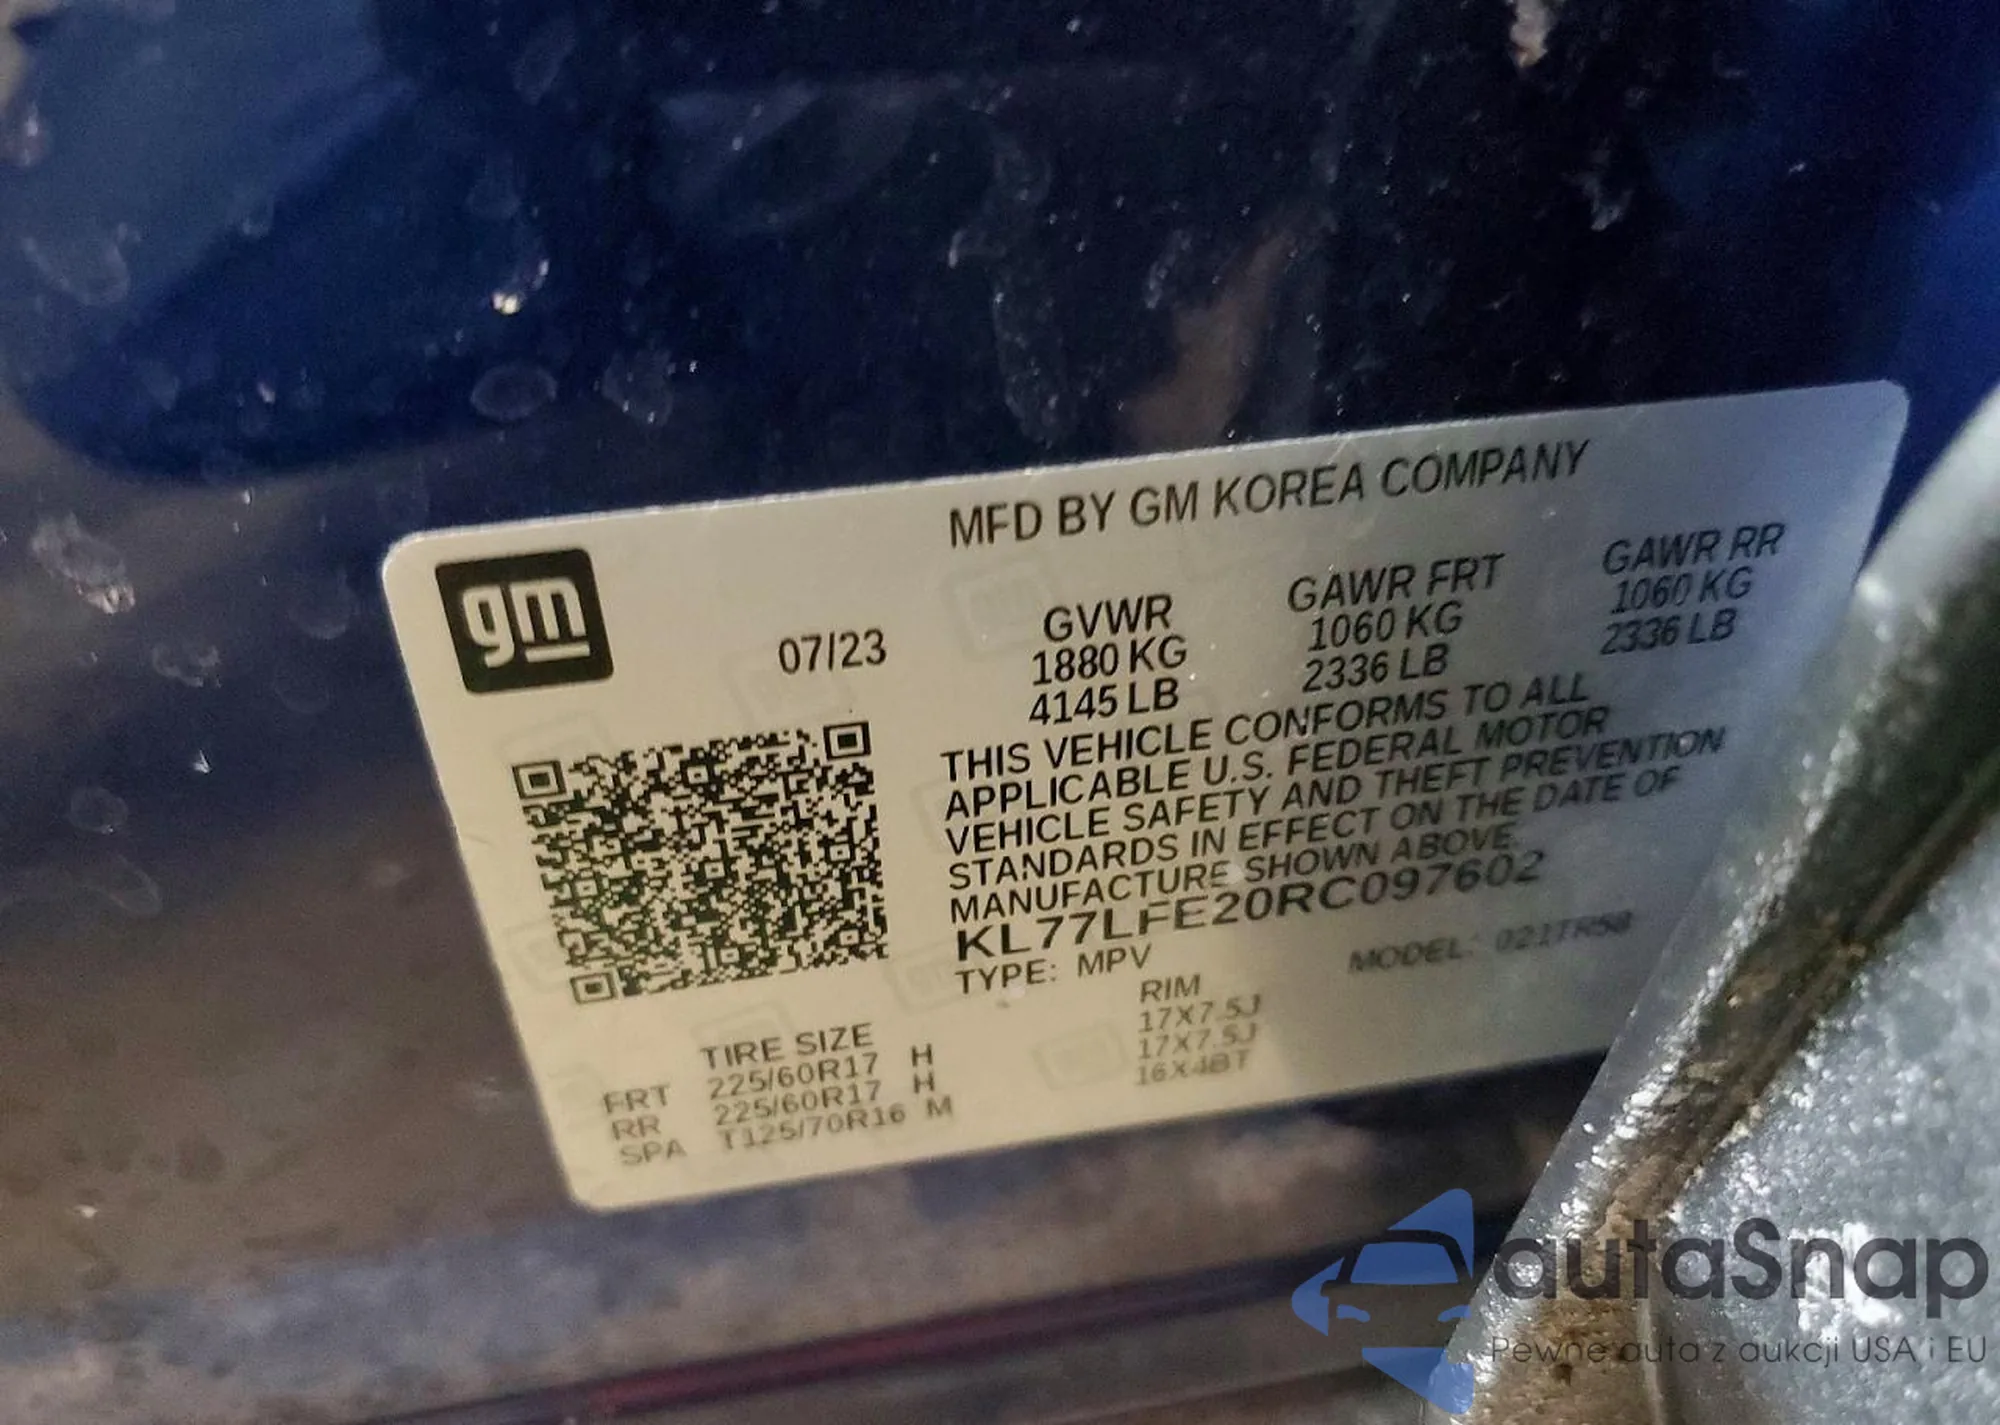 MFD BY GM KOREA COMPANY
gm
07/23
GVWR GAWR FRT GAWR RR
1880 KG 1060 KG 1060 KG
4145 LB 2336 LB 2336 LB
THIS VEHICLE CONFORMS TO ALL
APPLICABLE U.S. FEDERAL MOTOR
VEHICLE SAFETY AND THEFT PREVENTION
STANDARDS IN EFFECT ON THE DATE OF
MANUFACTURE SHOWN ABOVE.
KL77LFE20RC097602
TYPE: MPV MODEL: 021TR58
TIRE SIZE RIM
FRT 225/60R17 H 17X7.5J
RR 225/60R17 H 17X7.5J
SPA T125/70R16 M 16X4BT
autaSnap
Pewne auta z aukcji USA i EU